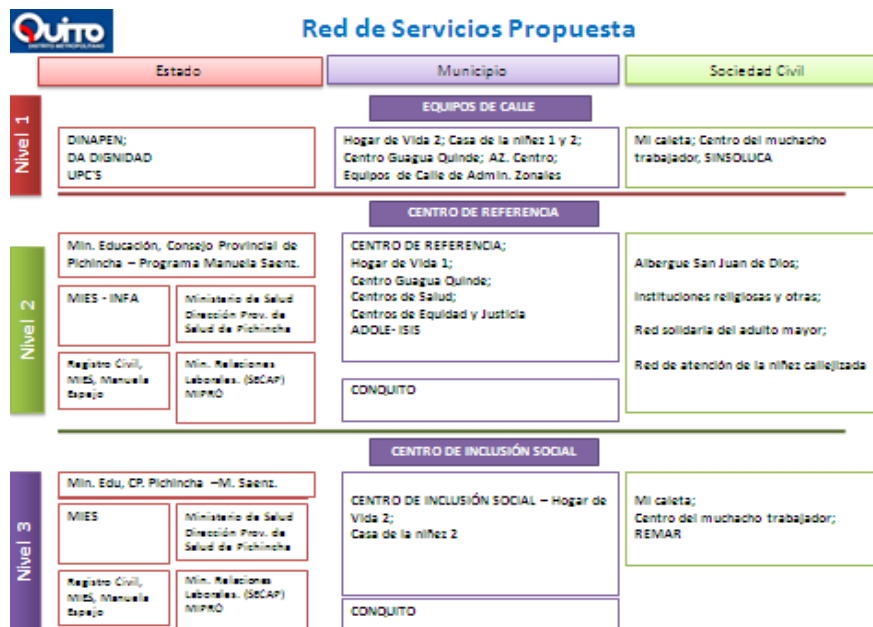 Quito
DISTRITO METROPOLITANO
Red de Servicios Propuesta
Estado
Municipio
Sociedad Civil
Nivel 1
EQUIPOS DE CALLE
DINAPEN;
DA DIGNIDAD
UPC'S
Hogar de Vida 2; Casa de la niñez 1 y 2;
Centro Guagua Quinde; AZ. Centro;
Equipos de Calle de Admin. Zonales
Mi caleta; Centro del muchacho
trabajador, SINSOLUCA
Nivel 2
CENTRO DE REFERENCIA
Min. Educación, Consejo Provincial de
Pichincha – Programa Manuela Saenz.
MIES - INFA
Ministerio de Salud
Dirección Prov. de
Salud de Pichincha
Registro Civil,
MIES, Manuela
Espejo
Min. Relaciones
Laborales. (SECAP)
MIPRO
CENTRO DE REFERENCIA;
Hogar de Vida 1;
Centro Guagua Quinde;
Centros de Salud;
Centros de Equidad y Justicia
ADOLE- ISIS
CONQUITO
Albergue San Juan de Dios;
Instituciones religiosas y otras;
Red solidaria del adulto mayor;
Red de atención de la niñez callejizada
Nivel 3
CENTRO DE INCLUSIÓN SOCIAL
Min. Edu, CP. Pichincha –M. Saenz.
MIES
Ministerio de Salud
Dirección Prov. de
Salud de Pichincha
Registro Civil,
MIES, Manuela
Espejo
Min. Relaciones
Laborales. (SECAP)
MIPRO
CENTRO DE INCLUSIÓN SOCIAL – Hogar de
Vida 2;
Casa de la niñez 2
CONQUITO
Mi caleta;
Centro del muchacho trabajador;
REMAR